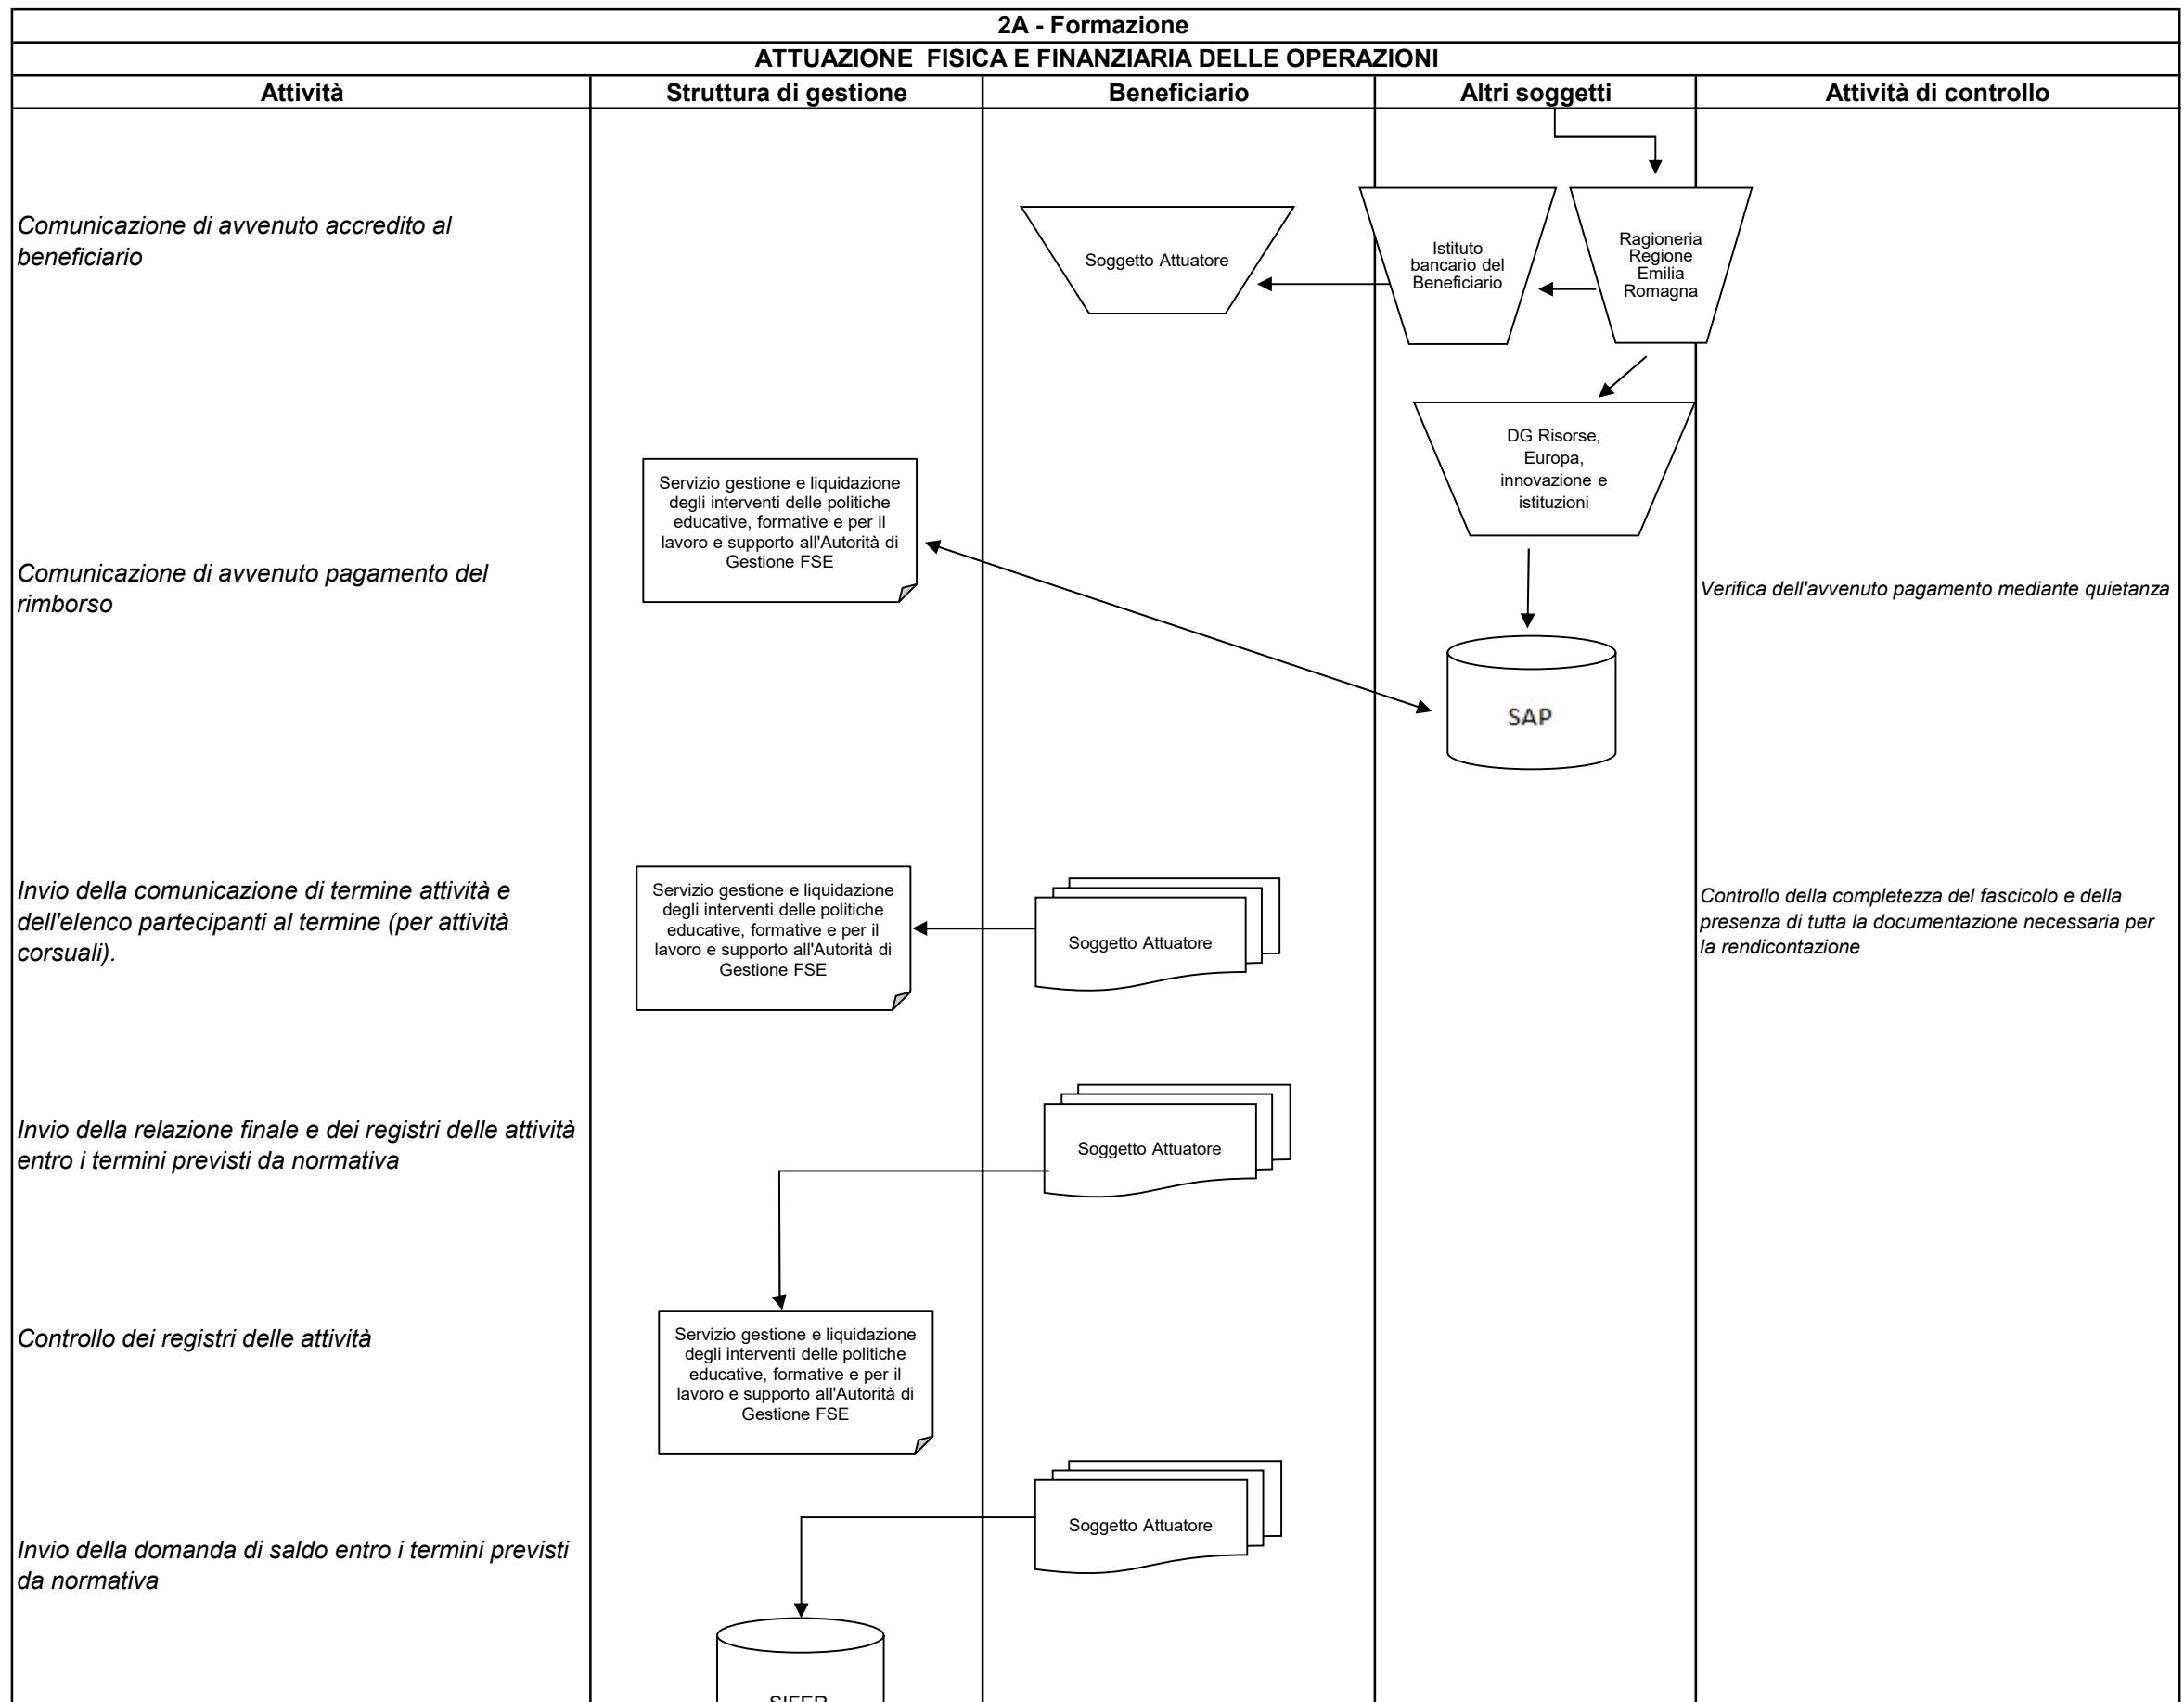 2A - Formazione
ATTUAZIONE  FISICA E FINANZIARIA DELLE OPERAZIONI
Attività
Struttura di gestione
Beneficiario
Altri soggetti
Attività di controllo
Comunicazione di avvenuto accredito al
beneficiario
Soggetto Attuatore
Istituto
bancario del
Beneficiario
Ragioneria
Regione
Emilia
Romagna
DG Risorse,
Europa,
innovazione e
istituzioni
Servizio gestione e liquidazione
degli interventi delle politiche
educative, formative e per il
lavoro e supporto all'Autorità di
Gestione FSE
Comunicazione di avvenuto pagamento del
rimborso
Verifica dell'avvenuto pagamento mediante quietanza
SAP
Invio della comunicazione di termine attività e
dell'elenco partecipanti al termine (per attività
corsuali).
Servizio gestione e liquidazione
degli interventi delle politiche
educative, formative e per il
lavoro e supporto all'Autorità di
Gestione FSE
Soggetto Attuatore
Controllo della completezza del fascicolo e della
presenza di tutta la documentazione necessaria per
la rendicontazione
Invio della relazione finale e dei registri delle attività
entro i termini previsti da normativa
Soggetto Attuatore
Controllo dei registri delle attività
Servizio gestione e liquidazione
degli interventi delle politiche
educative, formative e per il
lavoro e supporto all'Autorità di
Gestione FSE
Soggetto Attuatore
Invio della domanda di saldo entro i termini previsti
da normativa
SIFER